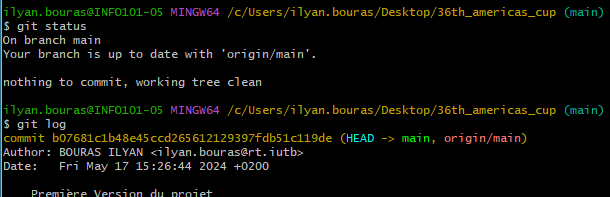 ilyan.bouras@INFO101-05 MINGW64 /c/Users/ilyan.bouras/Desktop/36th_americas_cup (main)
$ git status
On branch main
Your branch is up to date with 'origin/main'.
nothing to commit, working tree clean
ilyan.bouras@INFO101-05 MINGW64 /c/Users/ilyan.bouras/Desktop/36th_americas_cup (main)
$ git log
commit b07681c1b48e45ccd265612129397fdb51c119de (HEAD -> main, origin/main)
Author: BOURAS ILYAN <ilyan.bouras@rt.iutb>
Date:   Fri May 17 15:26:44 2024 +0200
Première Version du projet